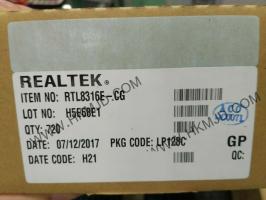 REALTEK.
ITEM NO: RTL8316E-CG
LOT NO: H5E68E1
QTY: 720
DATE: 07/12/2017 PKG CODE: LP128C
GP
DATE CODE: H21
QC: